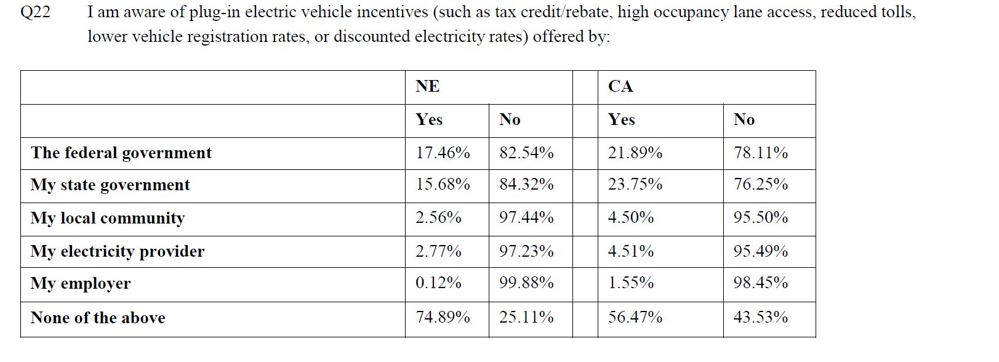 Q22 I am aware of plug-in electric vehicle incentives (such as tax credit/rebate, high occupancy lane access, reduced tolls,
lower vehicle registration rates, or discounted electricity rates) offered by:
NE CA
Yes No Yes No
The federal government 17.46% 82.54% 21.89% 78.11%
My state government 15.68% 84.32% 23.75% 76.25%
My local community 2.56% 97.44% 4.50% 95.50%
My electricity provider 2.77% 97.23% 4.51% 95.49%
My employer 0.12% 99.88% 1.55% 98.45%
None of the above 74.89% 25.11% 56.47% 43.53%